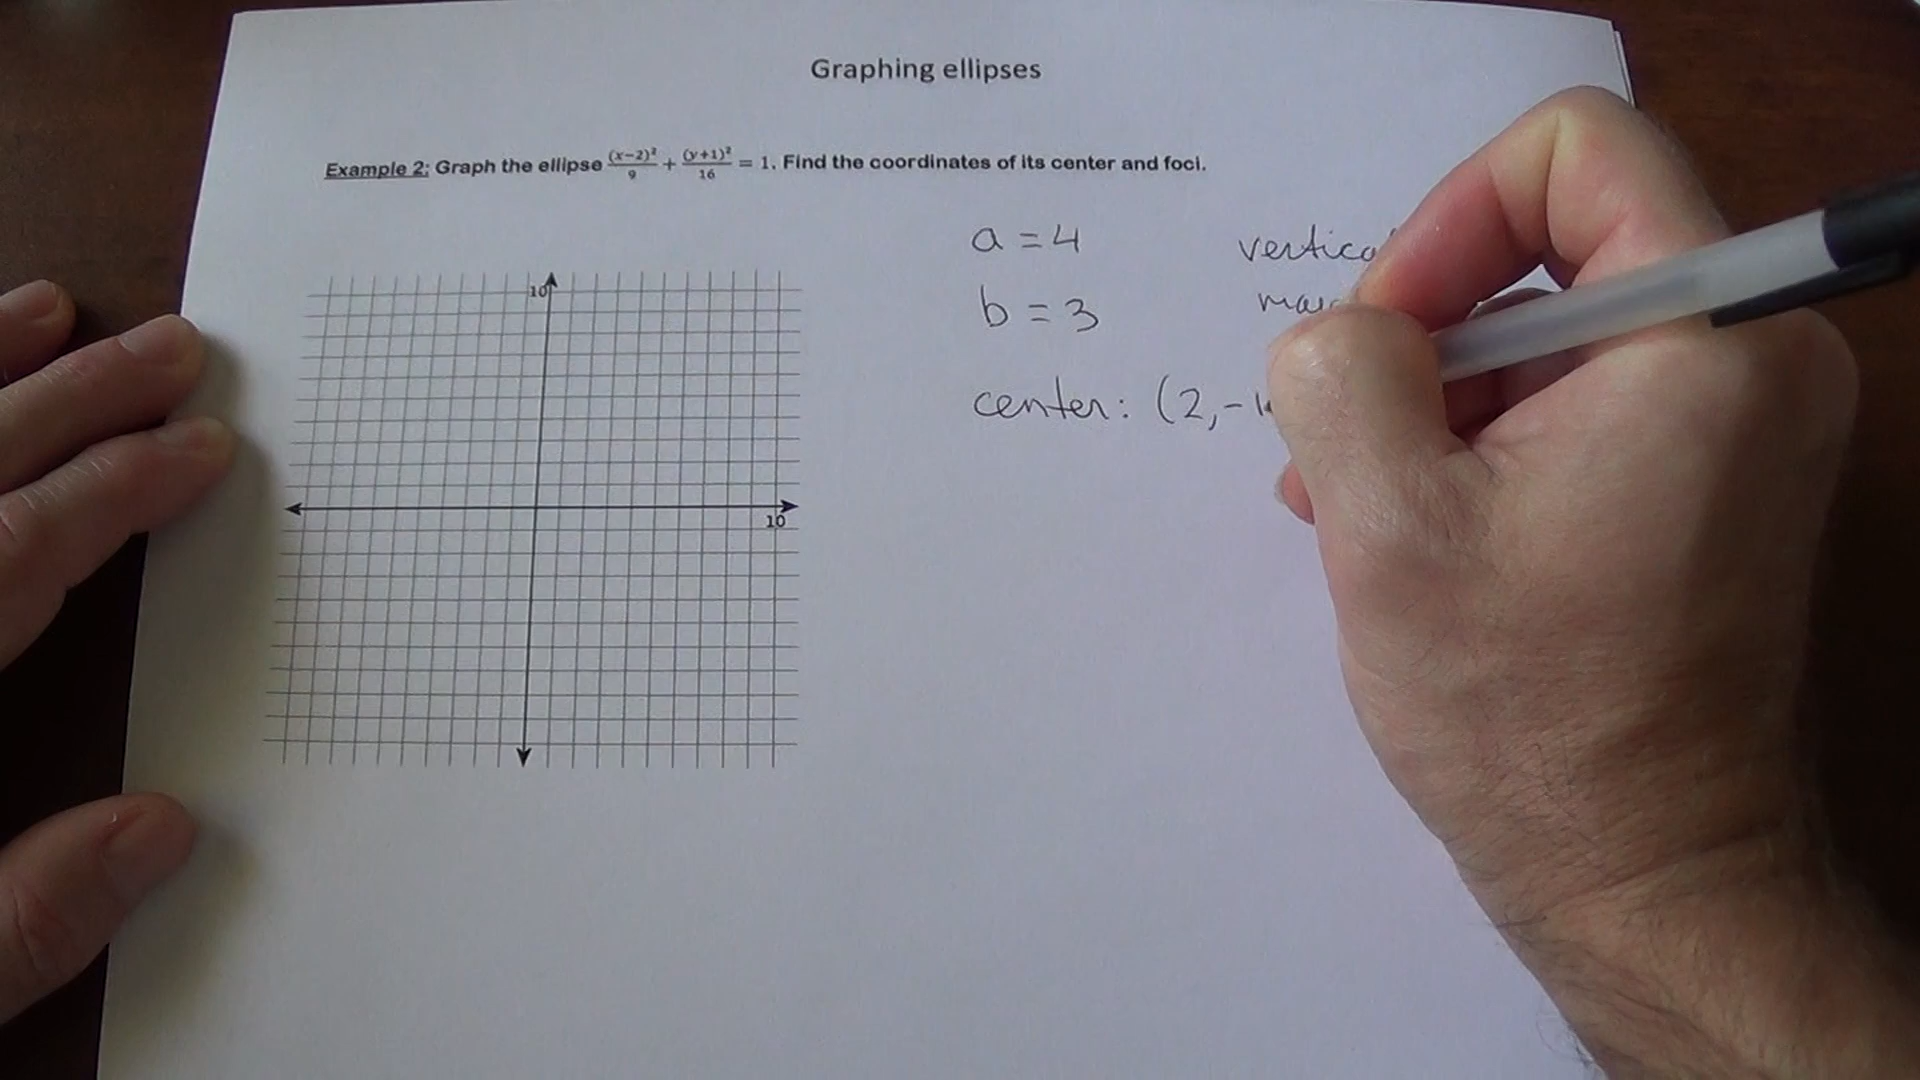 Graphing ellipses
Example 2: Graph the ellipse (x−2)²/9 + (y+1)²/16 = 1. Find the coordinates of its center and foci.
a = 4
b = 3
center: (2,-1
10
10